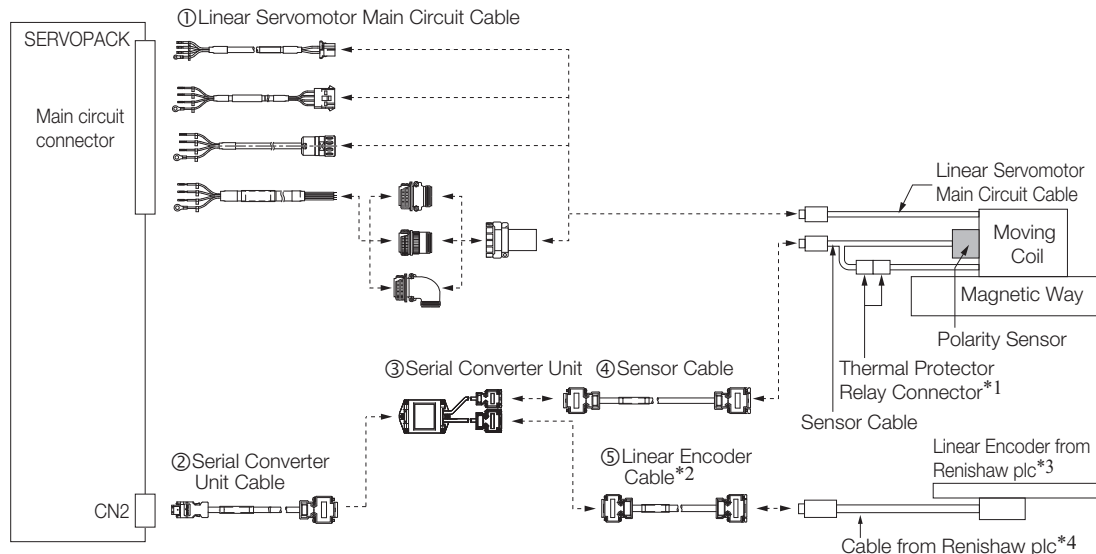 ①Linear Servomotor Main Circuit Cable
SERVOPACK
Main circuit
connector
Linear Servomotor
Main Circuit Cable
Moving
Coil
Magnetic Way
Polarity Sensor
Thermal Protector
Relay Connector*1
Sensor Cable
③Serial Converter Unit
④Sensor Cable
②Serial Converter
Unit Cable
⑤Linear Encoder
Cable*2
Linear Encoder from
Renishaw plc*3
CN2
Cable from Renishaw plc*4